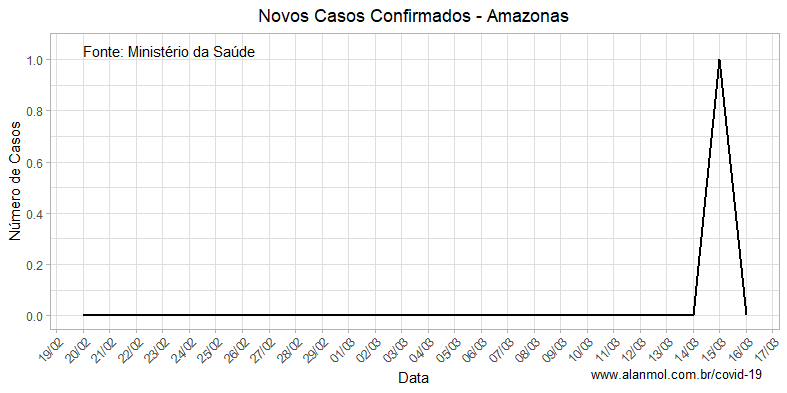 Novos Casos Confirmados - Amazonas
Fonte: Ministério da Saúde
Número de Casos
1.0
0.8
0.6
0.4
0.2
0.0
19/02 20/02 21/02 22/02 23/02 24/02 25/02 26/02 27/02 28/02 29/02 01/03 02/03 03/03 04/03 05/03 06/03 07/03 08/03 09/03 10/03 11/03 12/03 13/03 14/03 15/03 16/03 17/03
Data
www.alanmol.com.br/covid-19